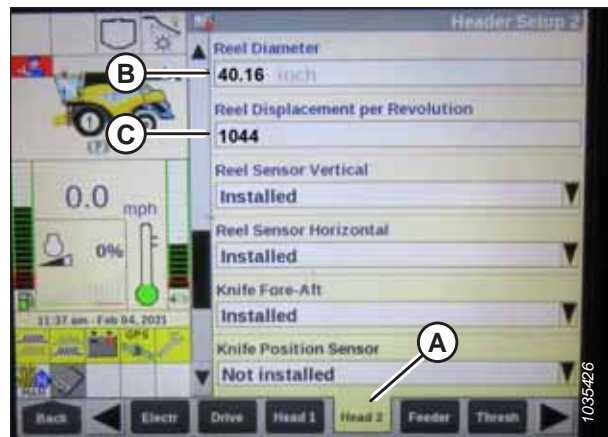 Header Setup 2
Reel Diameter
40.16 inch
Reel Displacement per Revolution
1044
Reel Sensor Vertical
Installed
Reel Sensor Horizontal
Installed
Knife Fore-Aft
Installed
Knife Position Sensor
Not installed
B
C
A
(P)
0.0 mph
0%
11:37 am - Feb 04, 2021
GPS
Back
Electr
Drive
Head 1
Head 2
Feeder
Thresh
1035426